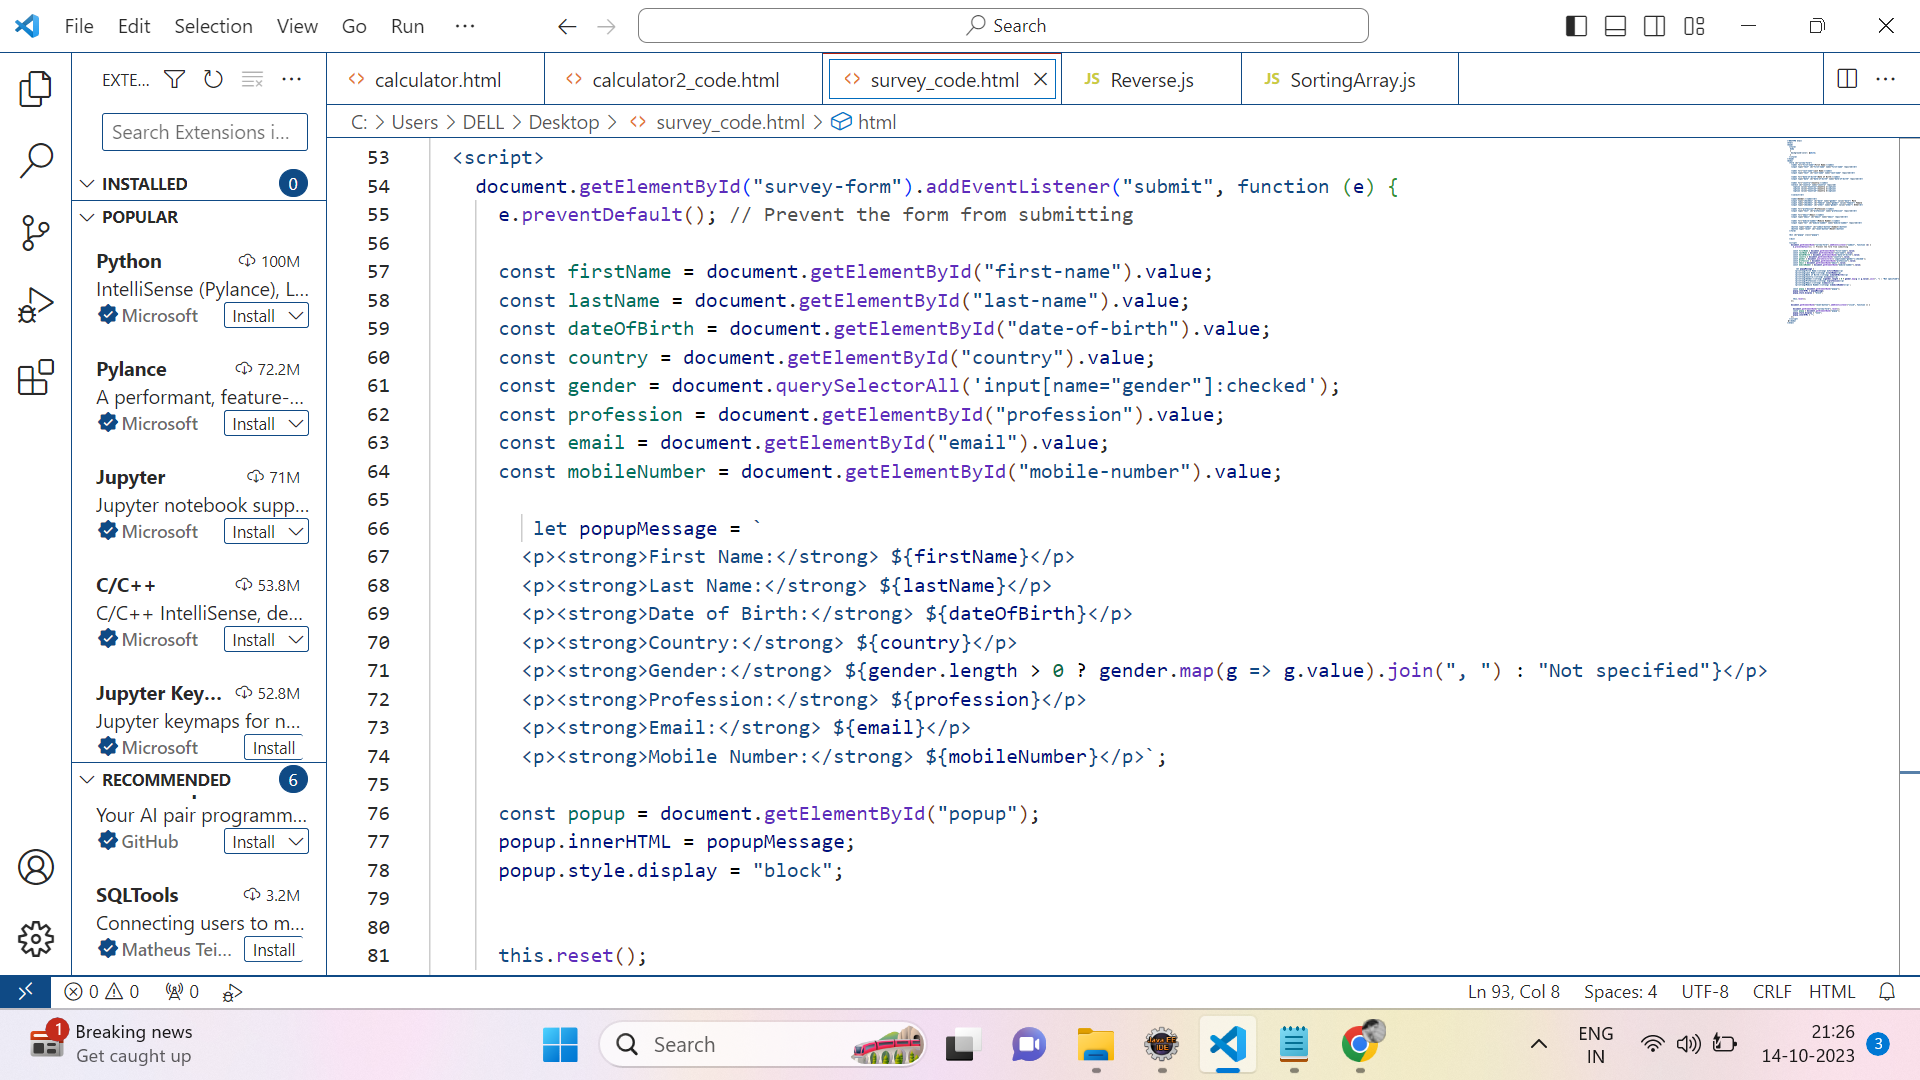 File Edit Selection View Go Run ···
Search
EXTE... ···
<> calculator.html
<> calculator2_code.html
<> survey_code.html
JS Reverse.js
JS SortingArray.js
···
C: > Users > DELL > Desktop > <> survey_code.html > html
Search Extensions i...
INSTALLED 0
POPULAR
Python 100M
IntelliSense (Pylance), L...
Microsoft Install
Pylance 72.2M
A performant, feature-...
Microsoft Install
Jupyter 71M
Jupyter notebook supp...
Microsoft Install
C/C++ 53.8M
C/C++ IntelliSense, de...
Microsoft Install
Jupyter Key... 52.8M
Jupyter keymaps for n...
Microsoft Install
RECOMMENDED 6
Your AI pair programm...
GitHub Install
SQLTools 3.2M
Connecting users to m...
Matheus Tei... Install
53 <script>
54 document.getElementById("survey-form").addEventListener("submit", function (e) {
55 e.preventDefault(); // Prevent the form from submitting
56
57 const firstName = document.getElementById("first-name").value;
58 const lastName = document.getElementById("last-name").value;
59 const dateOfBirth = document.getElementById("date-of-birth").value;
60 const country = document.getElementById("country").value;
61 const gender = document.querySelectorAll('input[name="gender"]:checked');
62 const profession = document.getElementById("profession").value;
63 const email = document.getElementById("email").value;
64 const mobileNumber = document.getElementById("mobile-number").value;
65
66 let popupMessage = `
67 <p><strong>First Name:</strong> ${firstName}</p>
68 <p><strong>Last Name:</strong> ${lastName}</p>
69 <p><strong>Date of Birth:</strong> ${dateOfBirth}</p>
70 <p><strong>Country:</strong> ${country}</p>
71 <p><strong>Gender:</strong> ${gender.length > 0 ? gender.map(g => g.value).join(", ") : "Not specified"}</p>
72 <p><strong>Profession:</strong> ${profession}</p>
73 <p><strong>Email:</strong> ${email}</p>
74 <p><strong>Mobile Number:</strong> ${mobileNumber}</p>`;
75
76 const popup = document.getElementById("popup");
77 popup.innerHTML = popupMessage;
78 popup.style.display = "block";
79
80
81 this.reset();
0 0 0
Ln 93, Col 8 Spaces: 4 UTF-8 CRLF HTML
1 Breaking news
Get caught up
Search
Java EE
IDE
ENG
IN
21:26
14-10-2023
3